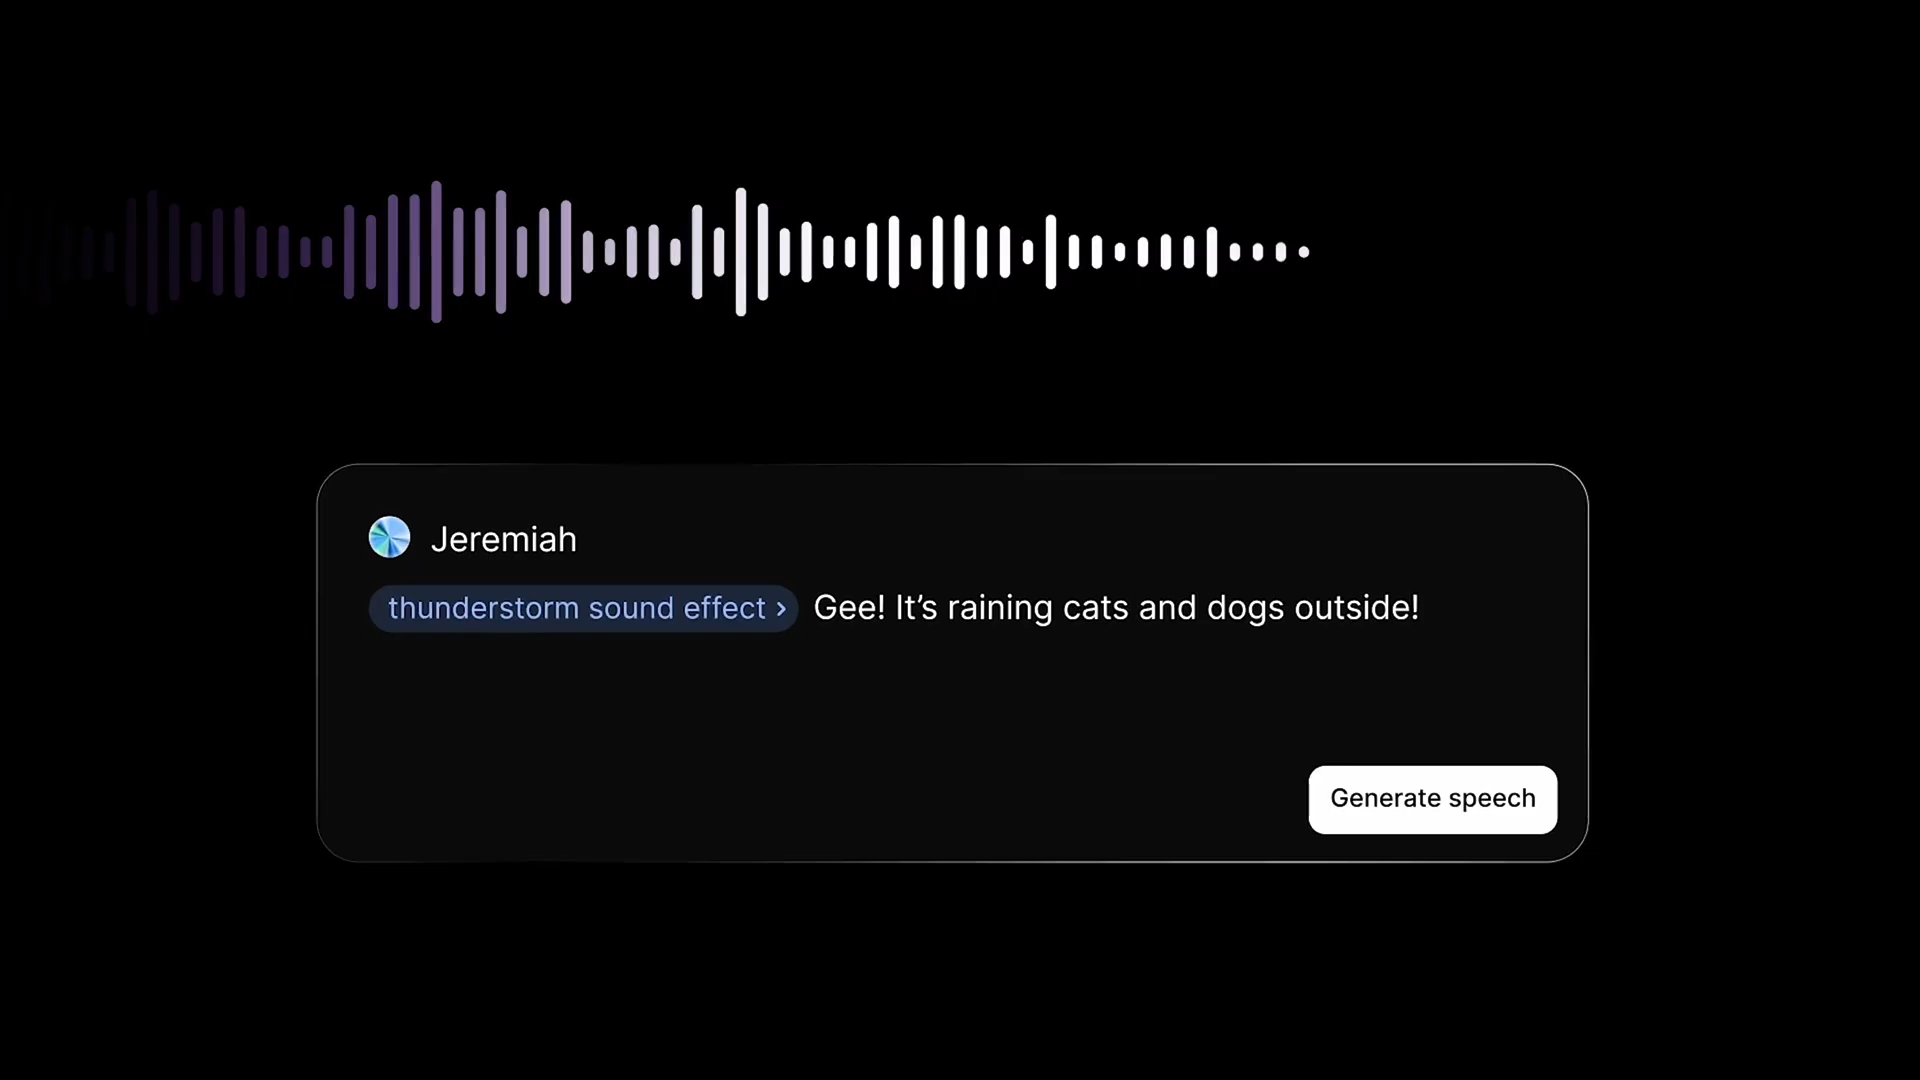 Jeremiah
thunderstorm sound effect › Gee! It’s raining cats and dogs outside!
Generate speech